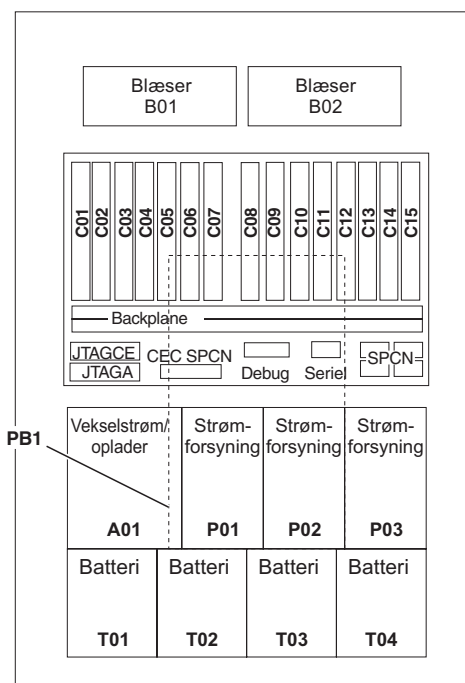 Blæser
B01
Blæser
B02
C01
C02
C03
C04
C05
C06
C07
C08
C09
C10
C11
C12
C13
C14
C15
Backplane
JTAGCE
CEC SPCN
SPCN
JTAGA
Debug
Seriel
PB1
Vekselstrøm/
oplader
A01
Strøm-
forsyning
P01
Strøm-
forsyning
P02
Strøm-
forsyning
P03
Batteri
T01
Batteri
T02
Batteri
T03
Batteri
T04